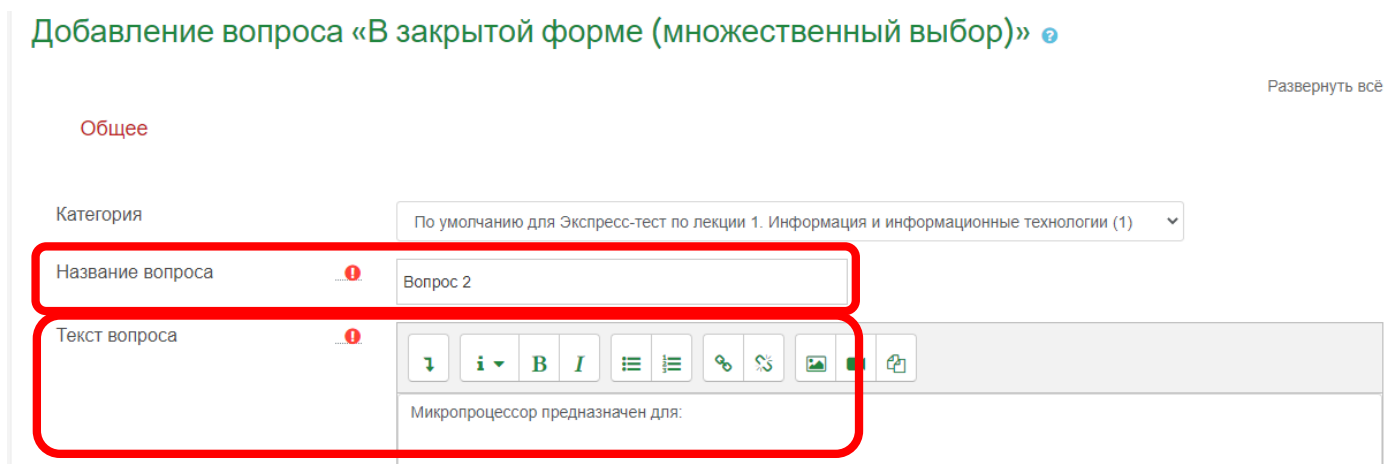 Добавление вопроса «В закрытой форме (множественный выбор)»
Развернуть всё
Общее
Категория
По умолчанию для Экспресс-тест по лекции 1. Информация и информационные технологии (1)
Название вопроса
Вопрос 2
Текст вопроса
i B I
Микропроцессор предназначен для: